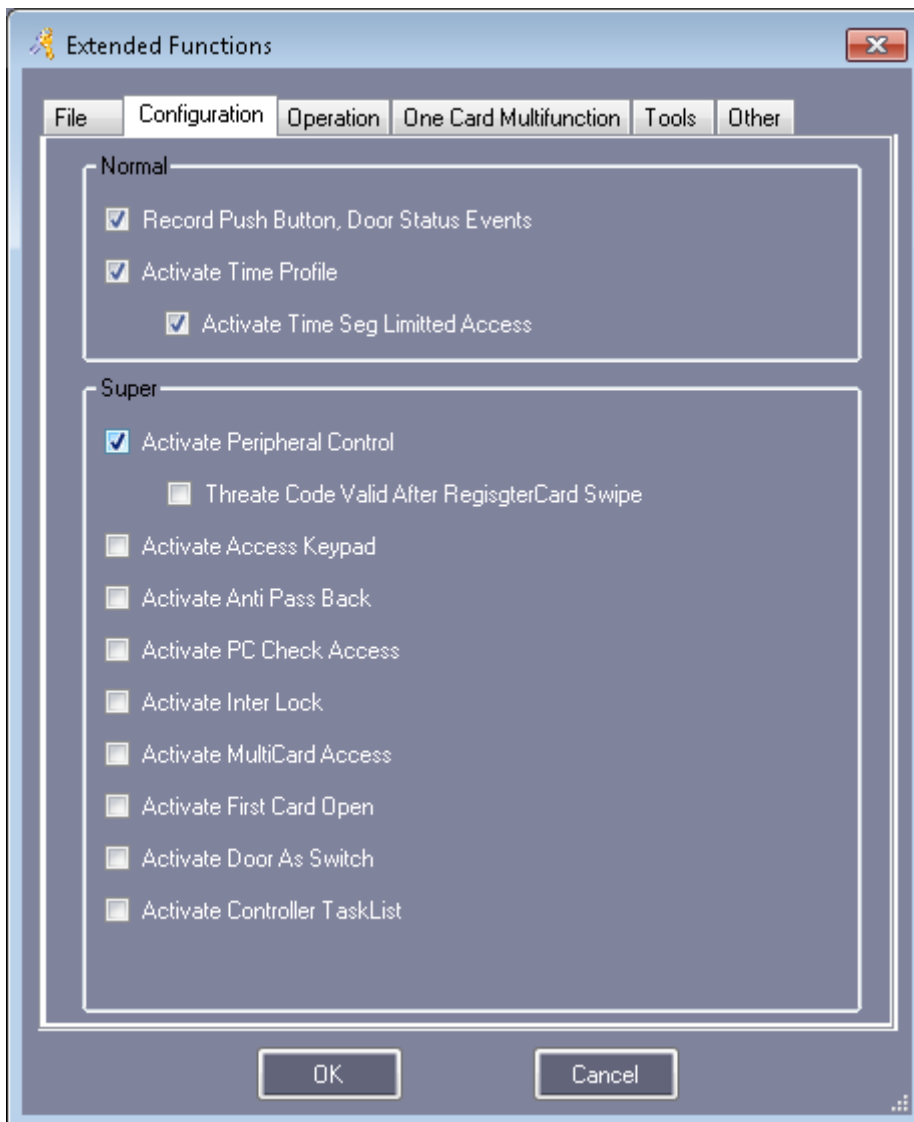 Extended Functions
File Configuration Operation One Card Multifunction Tools Other
Normal
Record Push Button, Door Status Events
Activate Time Profile
Activate Time Seg Limitted Access
Super
Activate Peripheral Control
Threate Code Valid After RegisgterCard Swipe
Activate Access Keypad
Activate Anti Pass Back
Activate PC Check Access
Activate Inter Lock
Activate MultiCard Access
Activate First Card Open
Activate Door As Switch
Activate Controller TaskList
OK Cancel